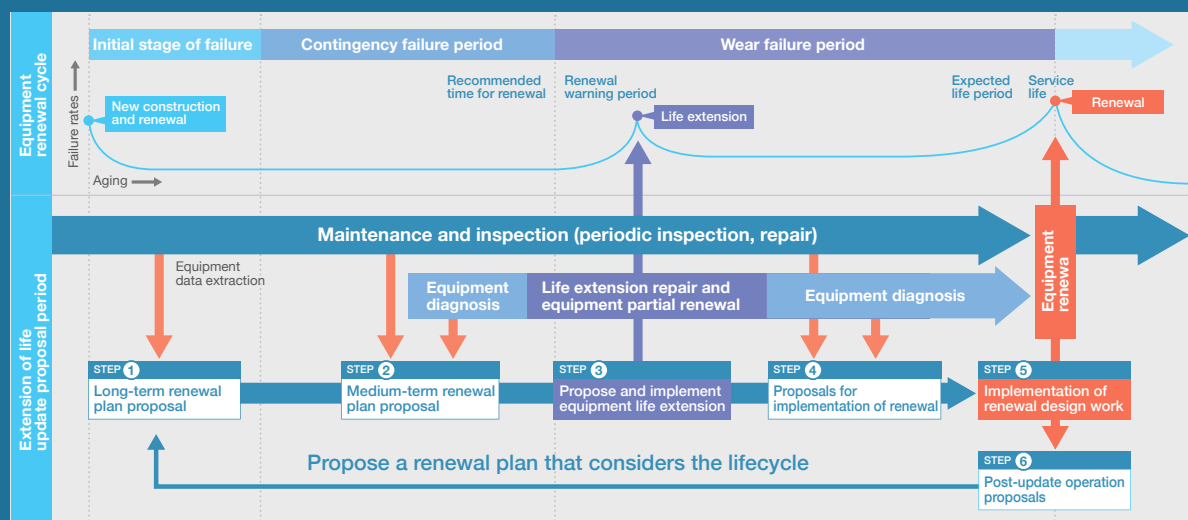 Equipment
renewal cycle
Initial stage of failure
Contingency failure period
Wear failure period
Failure rates
Aging
New construction
and renewal
Recommended
time for renewal
Renewal
warning period
Life extension
Expected
life period
Service
life
Renewal
Extension of life
update proposal period
Maintenance and inspection (periodic inspection, repair)
Equipment
data extraction
Equipment
diagnosis
Life extension repair and
equipment partial renewal
Equipment diagnosis
Equipment
renewa
STEP 1
Long-term renewal
plan proposal
STEP 2
Medium-term renewal
plan proposal
STEP 3
Propose and implement
equipment life extension
STEP 4
Proposals for
implementation of renewal
STEP 5
Implementation of
renewal design work
Propose a renewal plan that considers the lifecycle
STEP 6
Post-update operation
proposals